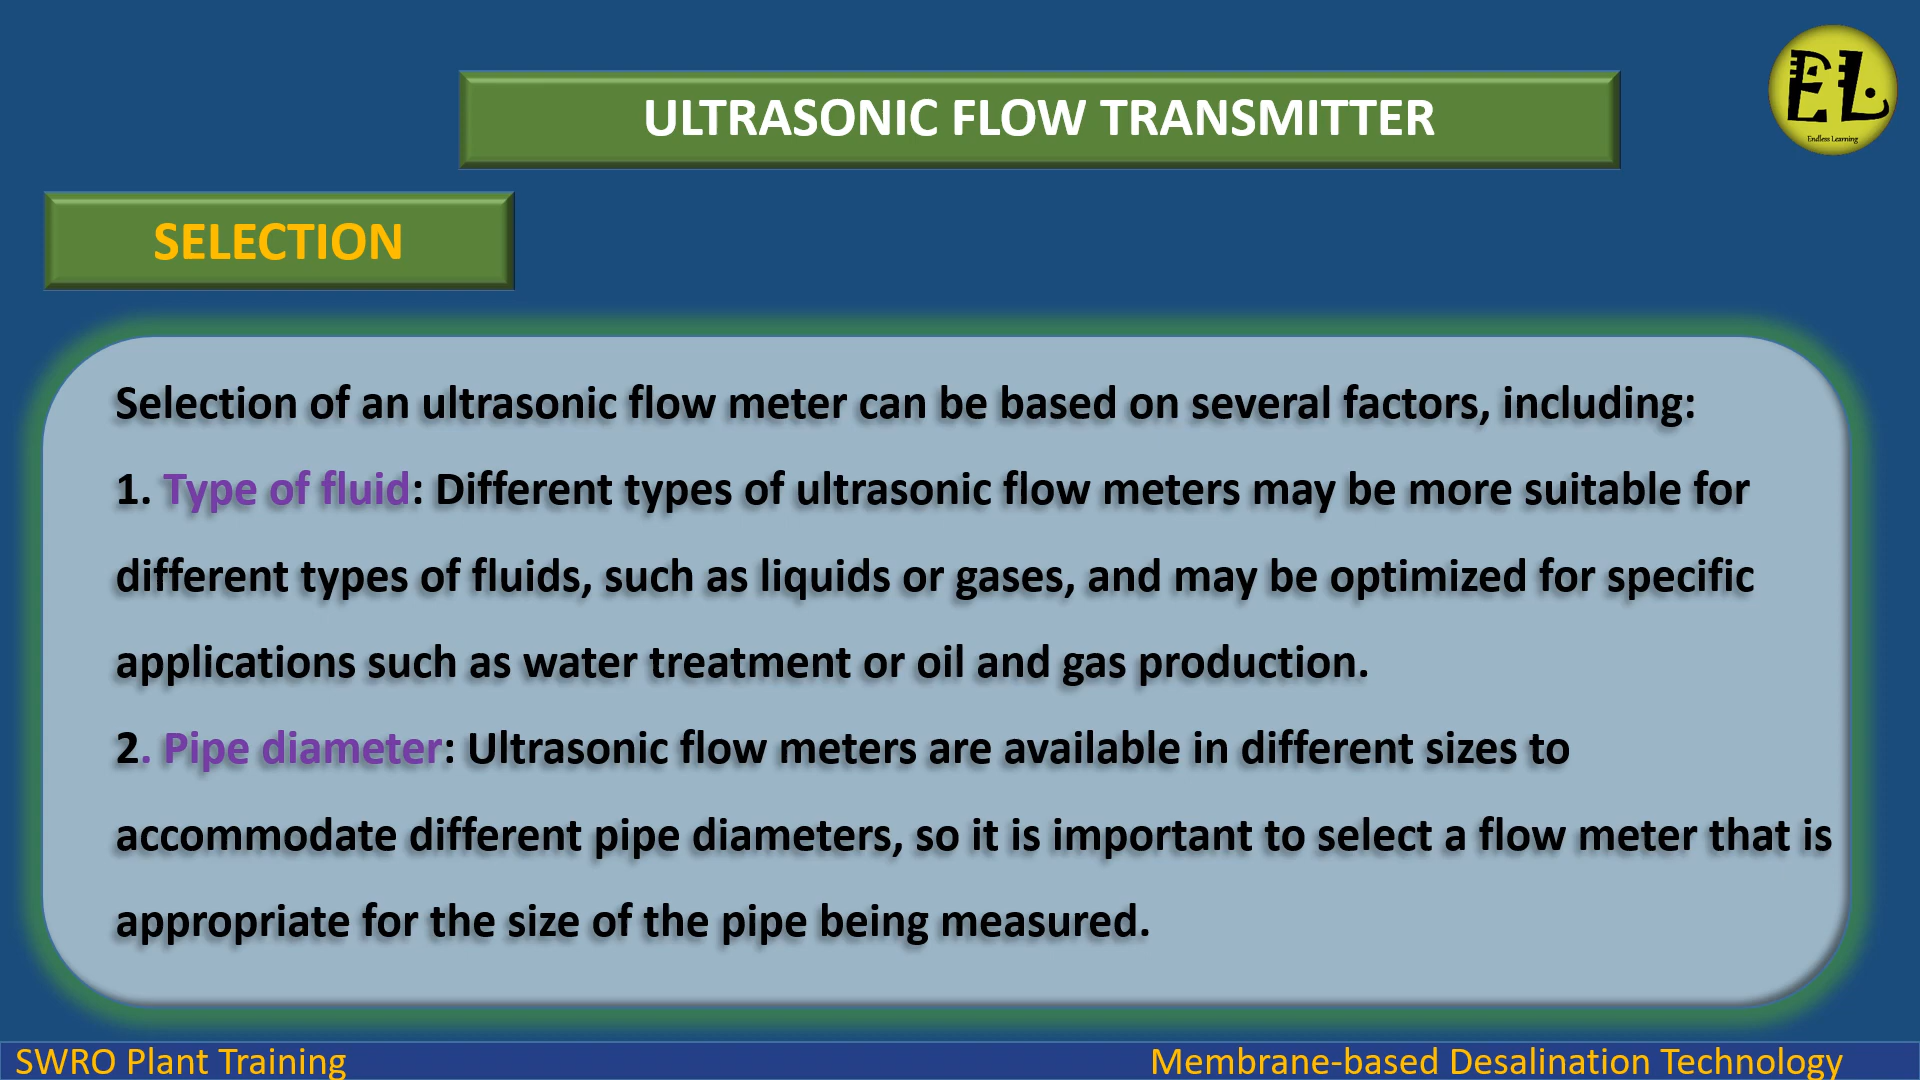 ULTRASONIC FLOW TRANSMITTER
EL
Endless Learning
SELECTION
Selection of an ultrasonic flow meter can be based on several factors, including:
1. Type of fluid: Different types of ultrasonic flow meters may be more suitable for
different types of fluids, such as liquids or gases, and may be optimized for specific
applications such as water treatment or oil and gas production.
2. Pipe diameter: Ultrasonic flow meters are available in different sizes to
accommodate different pipe diameters, so it is important to select a flow meter that is
appropriate for the size of the pipe being measured.
SWRO Plant Training
Membrane-based Desalination Technology